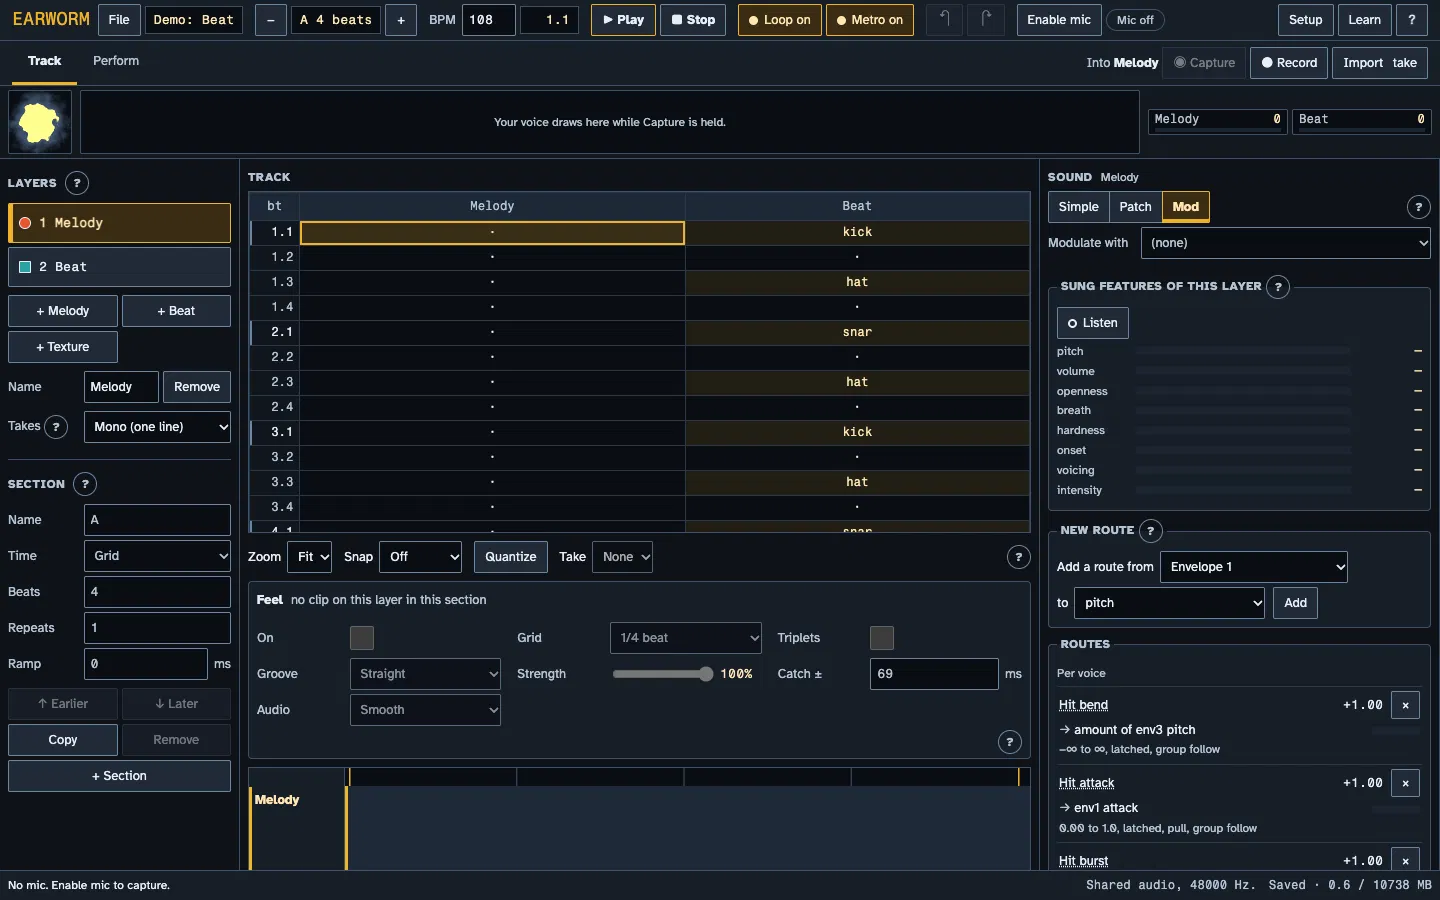 EARWORM File Demo: Beat – A 4 beats + BPM 108 1.1 Play Stop Loop on Metro on Enable mic Mic off Setup Learn ?
Track Perform Into Melody Capture Record Import take
Your voice draws here while Capture is held.
Melody 0 Beat 0
LAYERS ?
1 Melody
2 Beat
+ Melody + Beat
+ Texture
Name Melody Remove
Takes ? Mono (one line)
SECTION ?
Name A
Time Grid
Beats 4
Repeats 1
Ramp 0 ms
↑ Earlier ↓ Later
Copy Remove
+ Section
TRACK
bt Melody Beat
1.1 · kick
1.2 · ·
1.3 · hat
1.4 · ·
2.1 · snar
2.2 · ·
2.3 · hat
2.4 · ·
3.1 · kick
3.2 · ·
3.3 · hat
3.4 · ·
4.1 · snar
Zoom Fit Snap Off Quantize Take None ?
Feel no clip on this layer in this section
On Grid 1/4 beat Triplets
Groove Straight Strength 100% Catch ± 69 ms
Audio Smooth
?
Melody
SOUND Melody
Simple Patch Mod ?
Modulate with (none)
SUNG FEATURES OF THIS LAYER ?
Listen
pitch –
volume –
openness –
breath –
hardness –
onset –
voicing –
intensity –
NEW ROUTE ?
Add a route from Envelope 1
to pitch Add
ROUTES
Per voice
Hit bend +1.00 ×
→ amount of env3 pitch
−∞ to ∞, latched, group follow
Hit attack +1.00 ×
→ env1 attack
0.00 to 1.0, latched, pull, group follow
Hit burst +1.00 ×
No mic. Enable mic to capture. Shared audio, 48000 Hz. Saved · 0.6 / 10738 MB